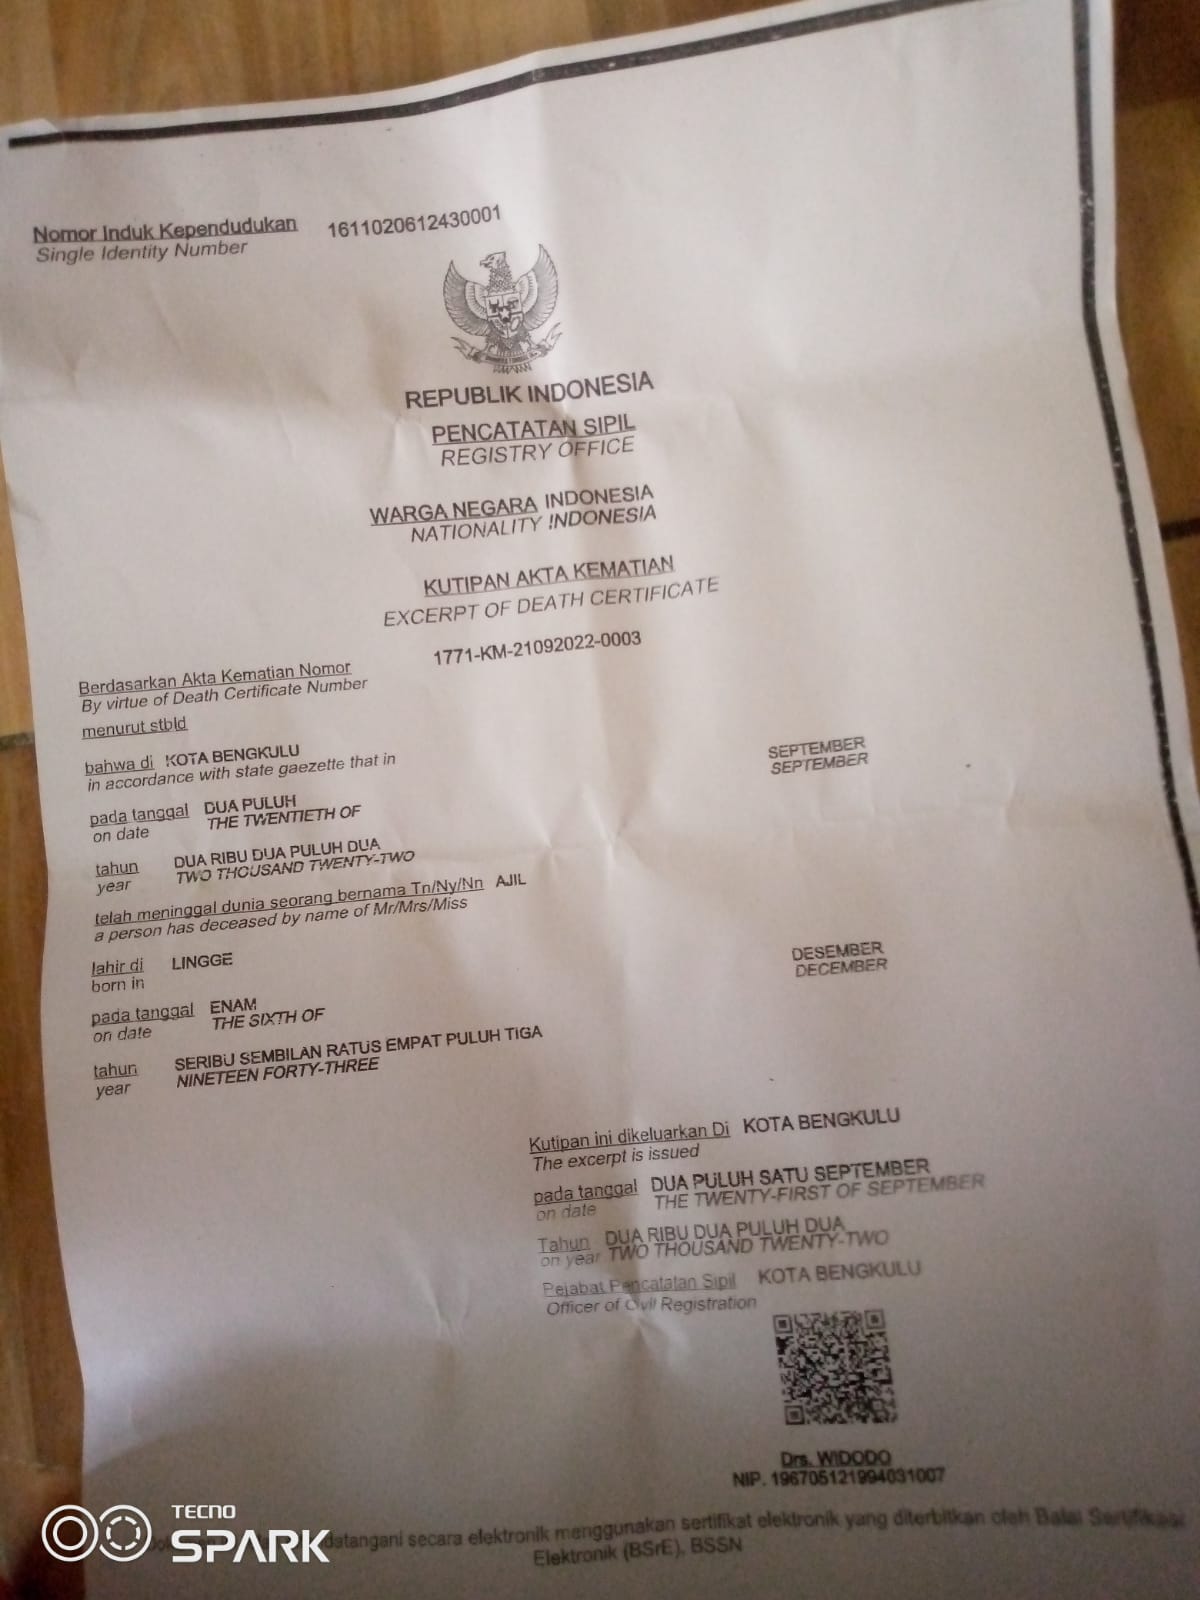 Nomor Induk Kependudukan 1611020612430001
Single Identity Number
REPUBLIK INDONESIA
PENCATATAN SIPIL
REGISTRY OFFICE
WARGA NEGARA INDONESIA
NATIONALITY INDONESIA
KUTIPAN AKTA KEMATIAN
EXCERPT OF DEATH CERTIFICATE
Berdasarkan Akta Kematian Nomor 1771-KM-21092022-0003
By virtue of Death Certificate Number
menurut stbld
bahwa di KOTA BENGKULU
in accordance with state gaezette that in
pada tanggal DUA PULUH SEPTEMBER
on date THE TWENTIETH OF SEPTEMBER
tahun DUA RIBU DUA PULUH DUA
year TWO THOUSAND TWENTY-TWO
telah meninggal dunia seorang bernama Tn/Ny/Nn AJIL
a person has deceased by name of Mr/Mrs/Miss
lahir di LINGGE
born in
pada tanggal ENAM DESEMBER
on date THE SIXTH OF DECEMBER
tahun SERIBU SEMBILAN RATUS EMPAT PULUH TIGA
year NINETEEN FORTY-THREE
Kutipan ini dikeluarkan Di KOTA BENGKULU
The excerpt is issued
pada tanggal DUA PULUH SATU SEPTEMBER
on date THE TWENTY-FIRST OF SEPTEMBER
Tahun DUA RIBU DUA PULUH DUA
on year TWO THOUSAND TWENTY-TWO
Pejabat Pencatatan Sipil KOTA BENGKULU
Officer of Civil Registration
Drs. WIDODO
NIP. 196705121994031007
secara elektronik menggunakan sertifikat elektronik yang diterbitkan oleh Balai Sertifikasi
Elektronik (BSrE), BSSN
TECNO
SPARK